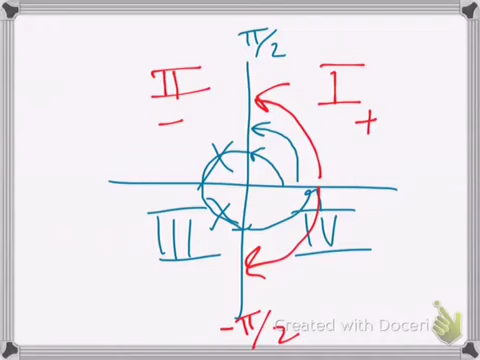 π/2
II
I
−
+
III
IV
Created with Doceri
-π/2